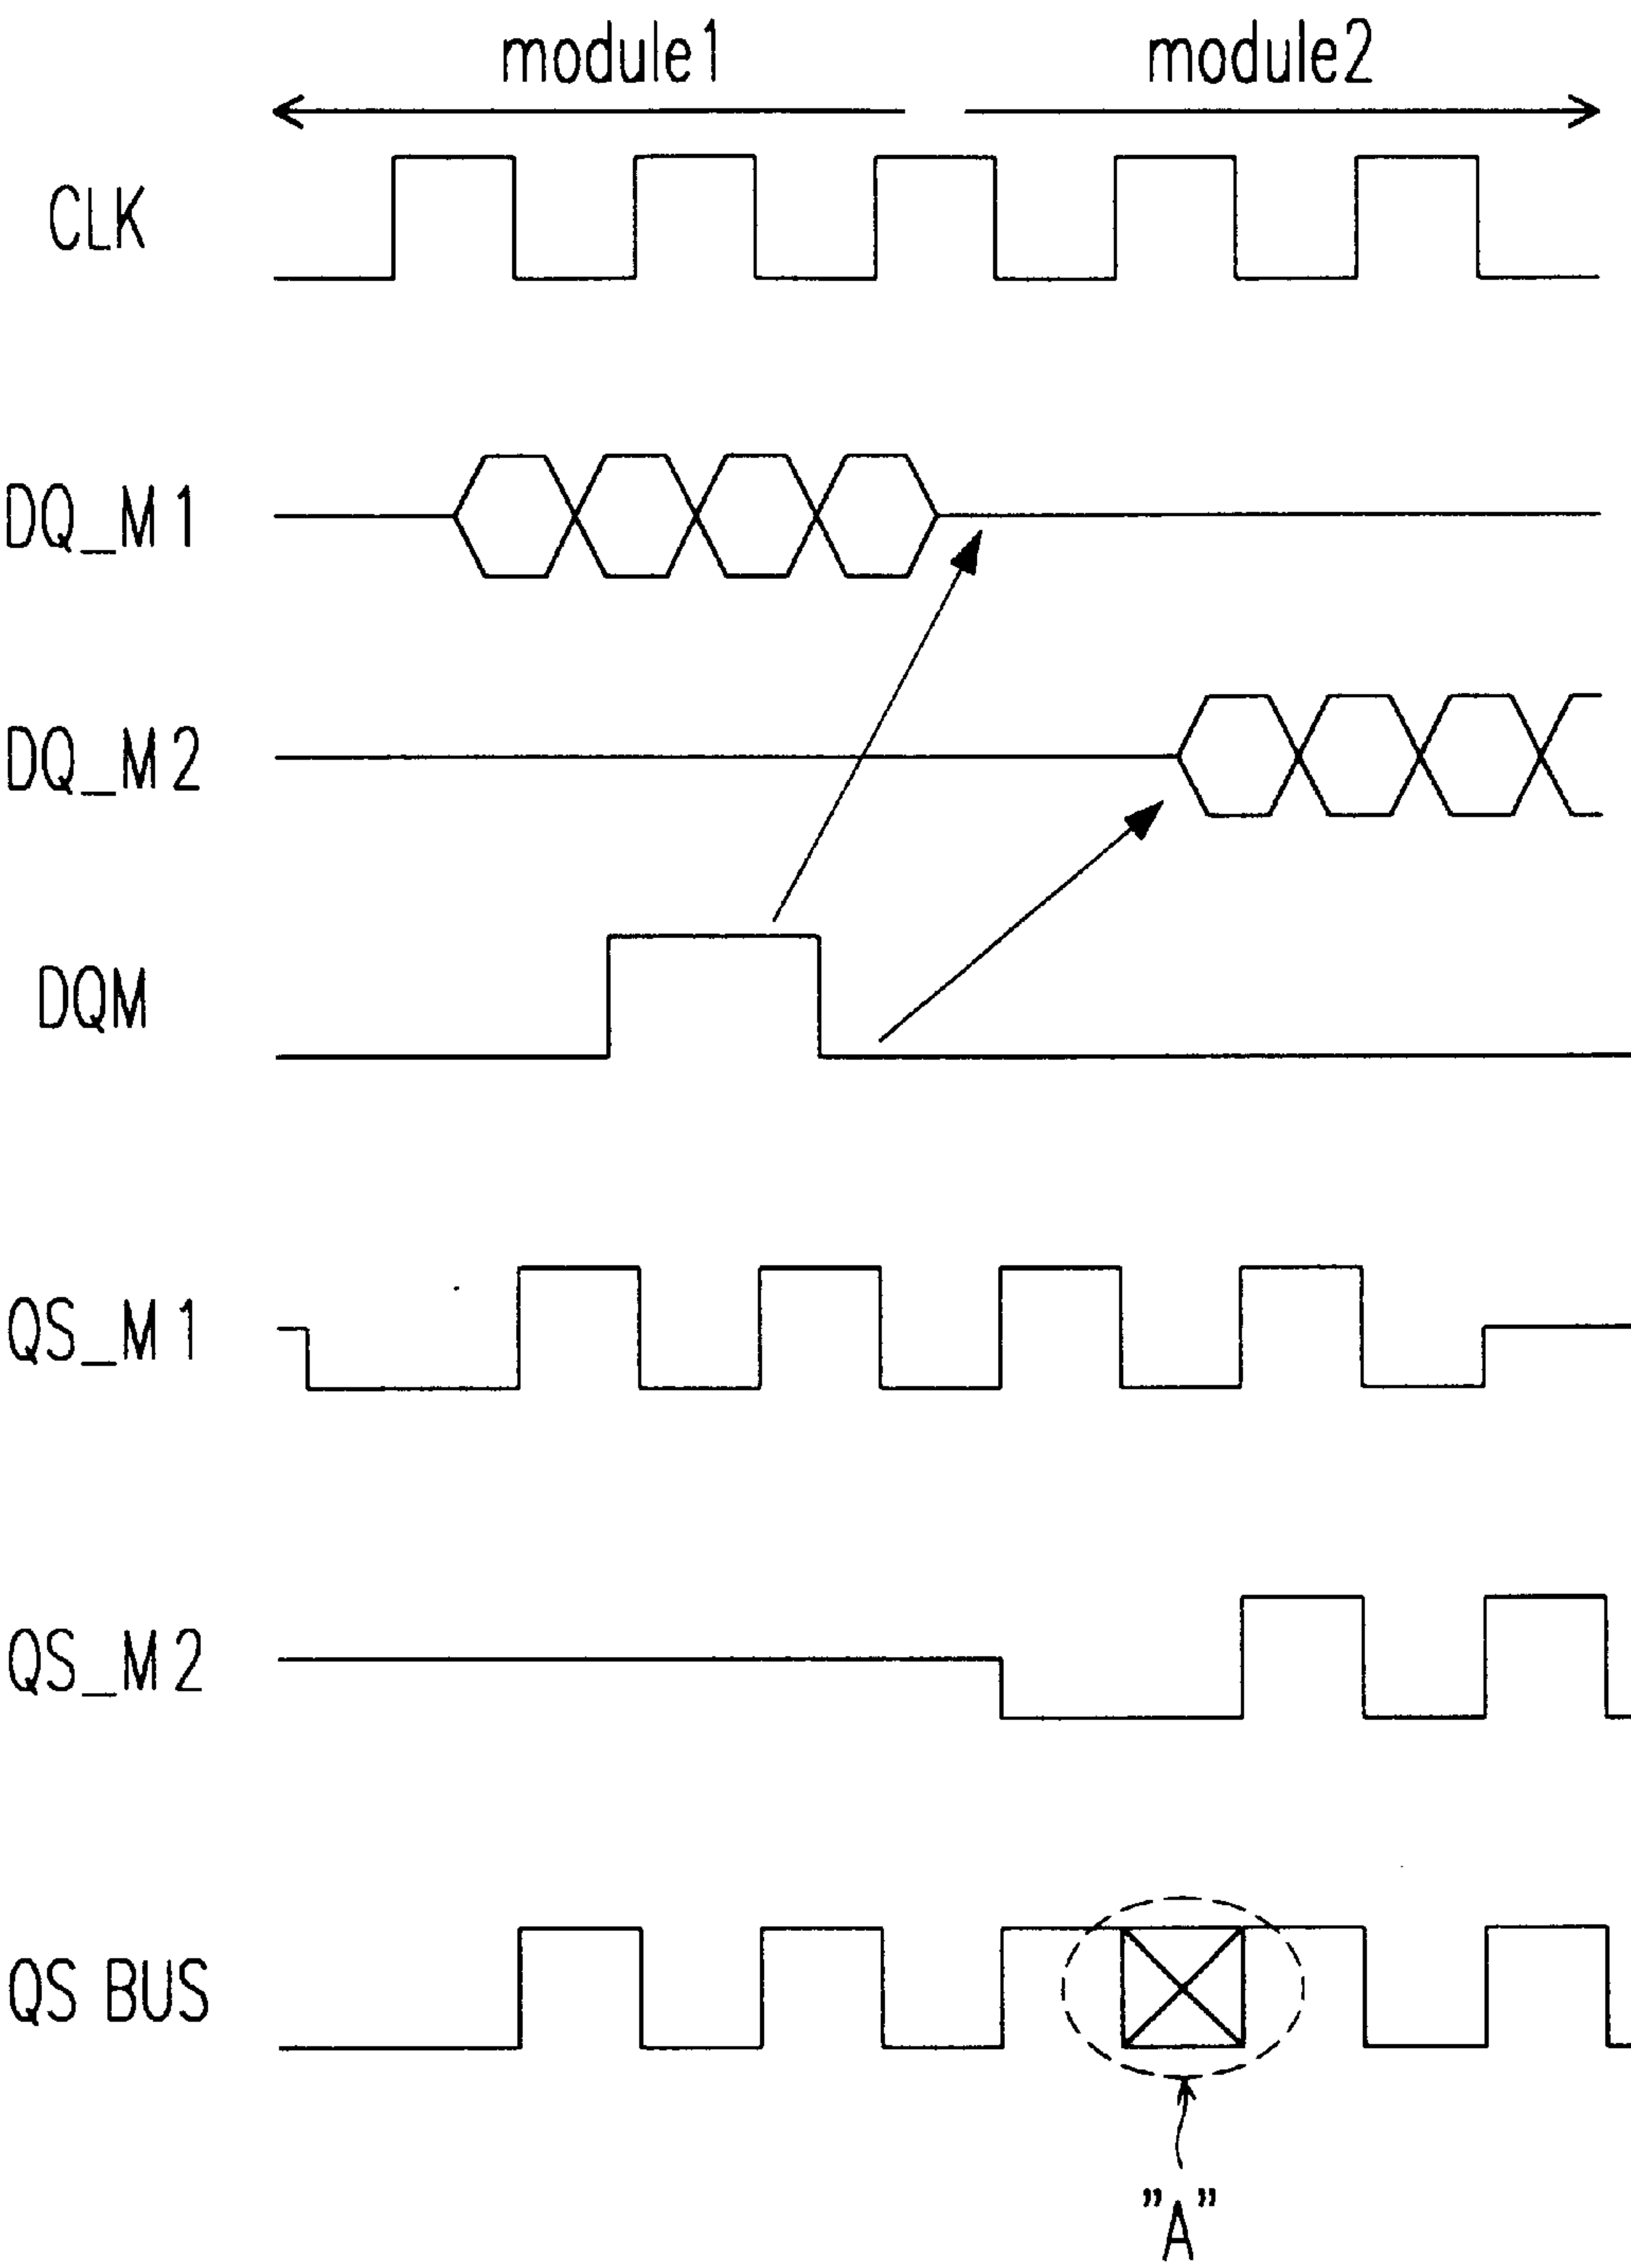 module1 module2
CLK
DQ_M1
DQ_M2
DQM
QS_M1
QS_M2
QS BUS
"A"